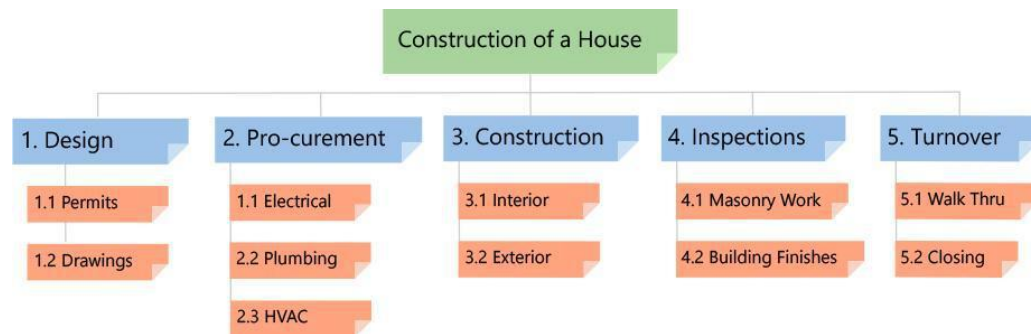 Construction of a House
1. Design
2. Pro-curement
3. Construction
4. Inspections
5. Turnover
1.1 Permits
1.1 Electrical
3.1 Interior
4.1 Masonry Work
5.1 Walk Thru
1.2 Drawings
2.2 Plumbing
3.2 Exterior
4.2 Building Finishes
5.2 Closing
2.3 HVAC